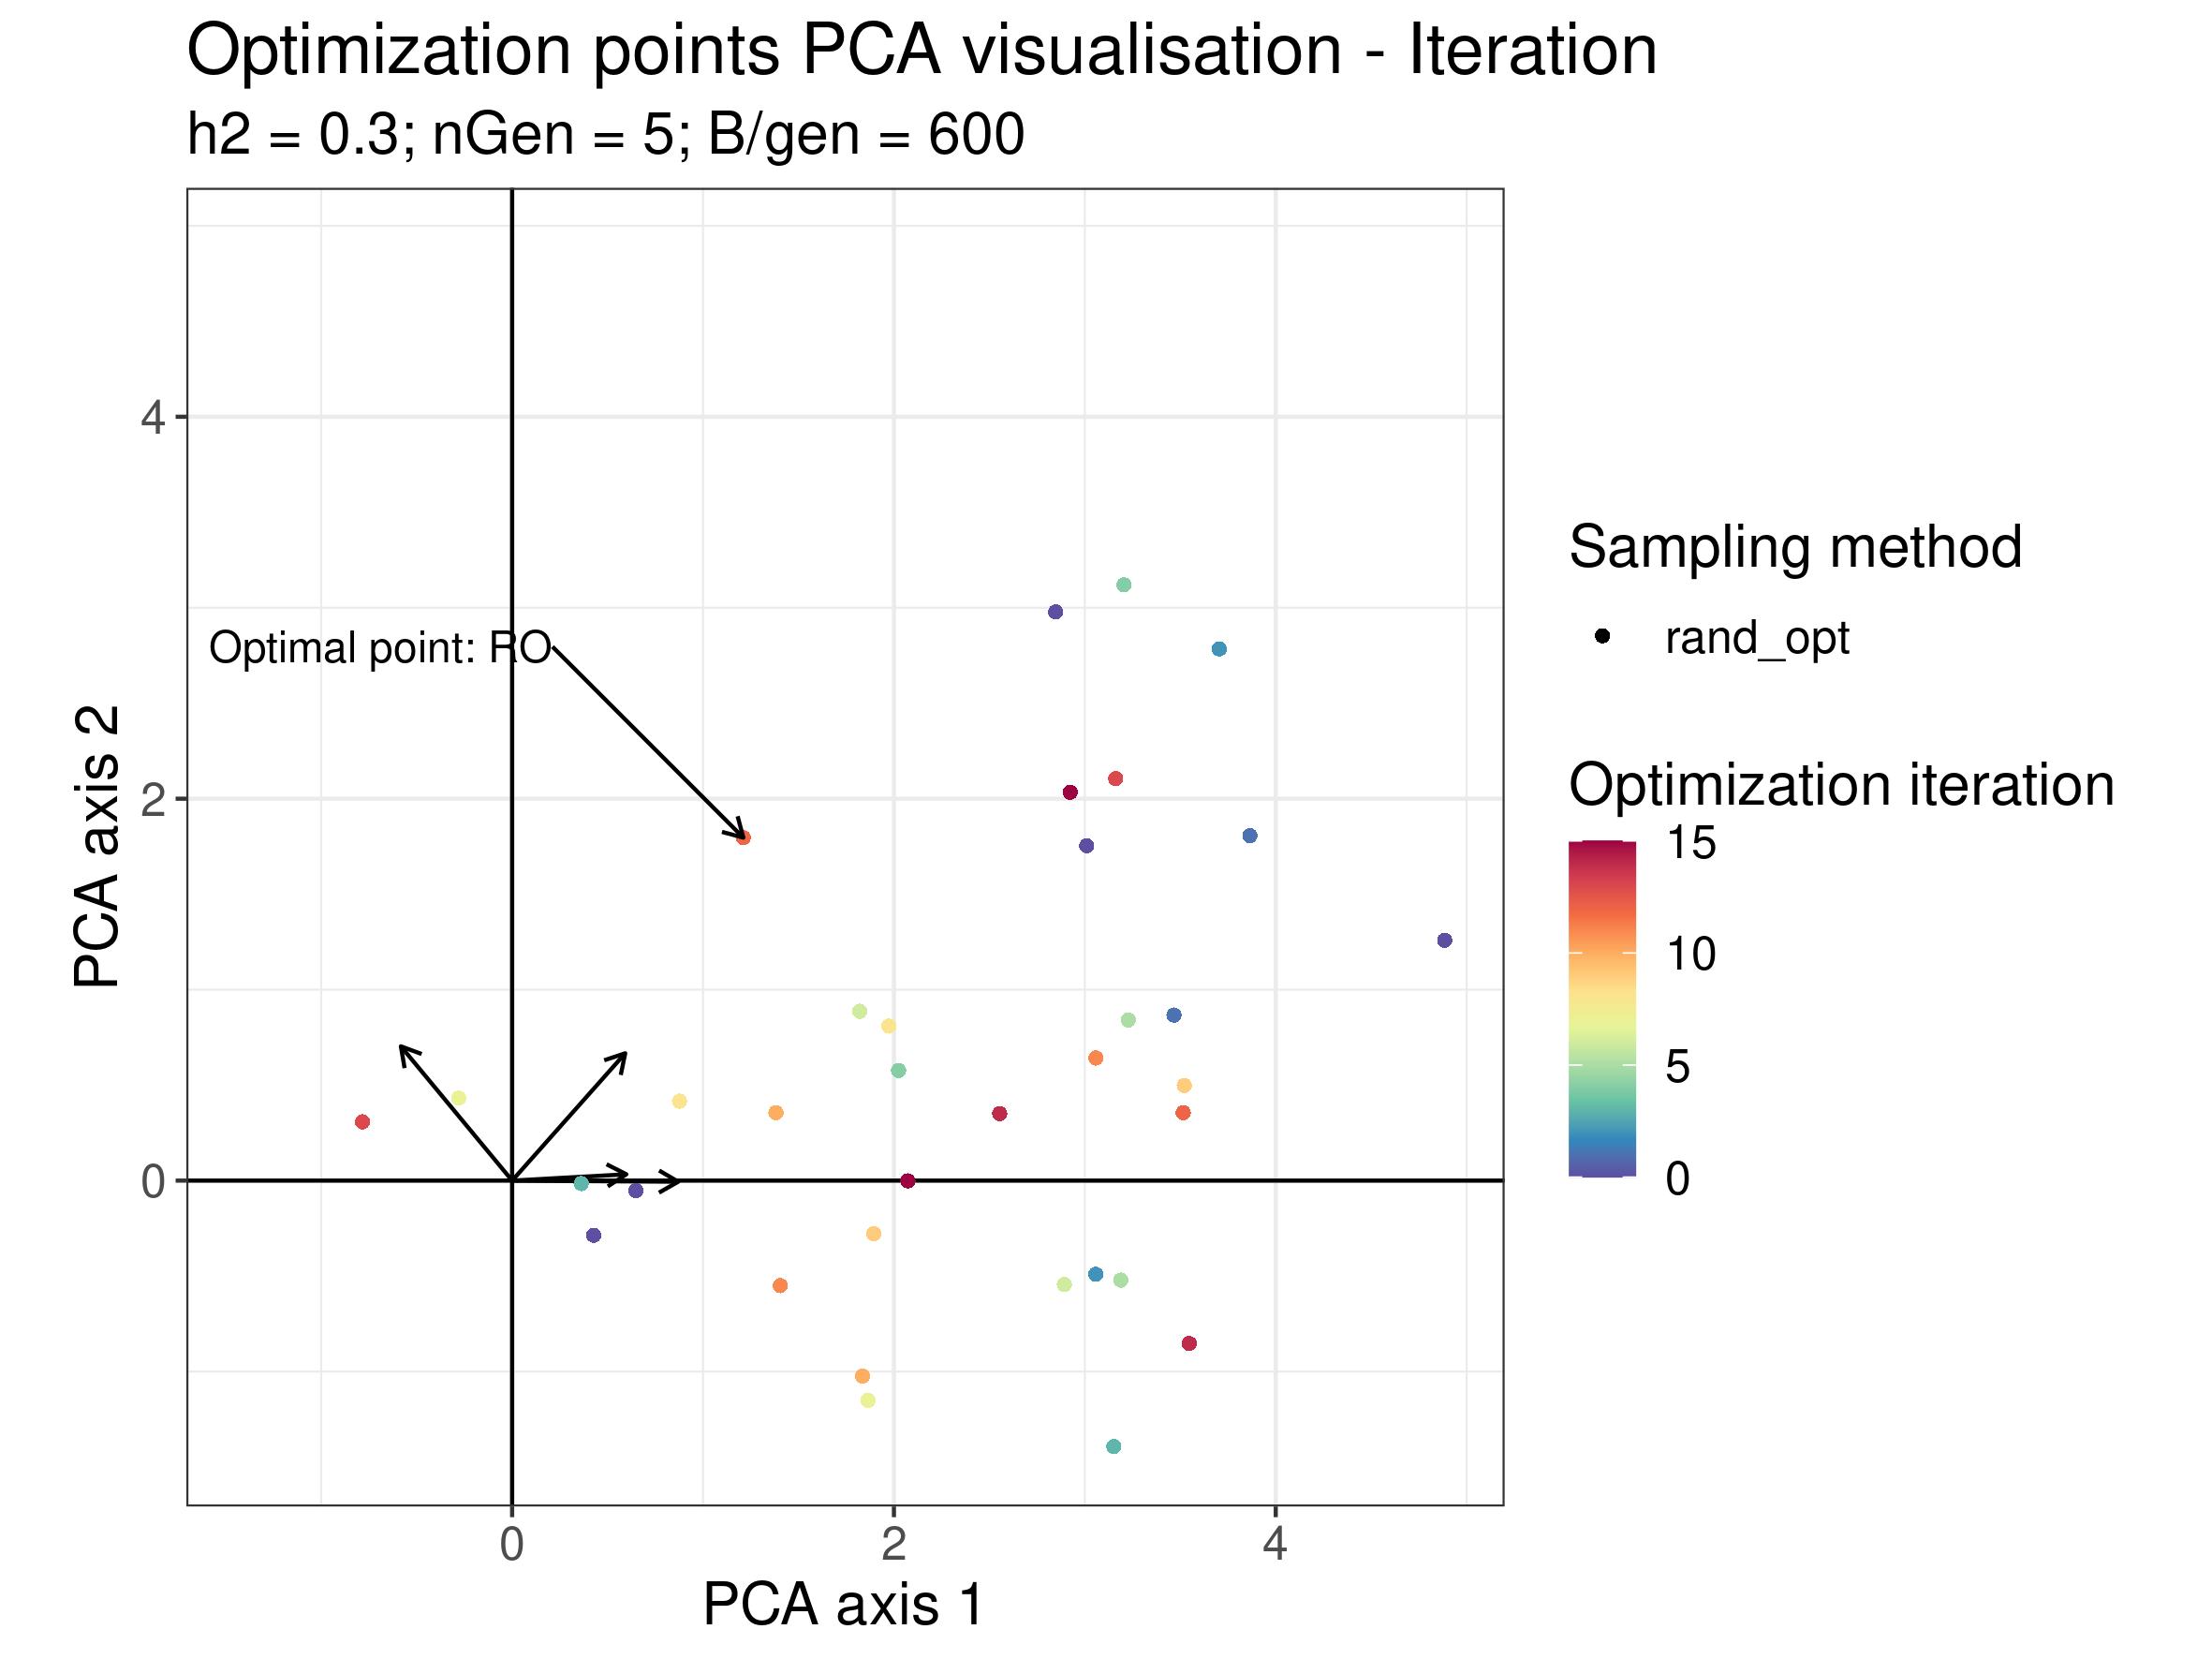 Optimization points PCA visualisation - Iteration
h2 = 0.3; nGen = 5; B/gen = 600
PCA axis 2
4
2
0
Optimal point: RO
0
2
4
PCA axis 1
Sampling method
rand_opt
Optimization iteration
15
10
5
0